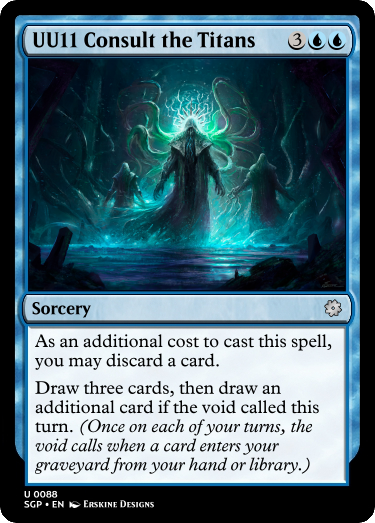 UU11 Consult the Titans 3
Sorcery
As an additional cost to cast this spell,
you may discard a card.
Draw three cards, then draw an
additional card if the void called this
turn. (Once on each of your turns, the
void calls when a card enters your
graveyard from your hand or library.)
U 0088
SGP • EN Erskine Designs